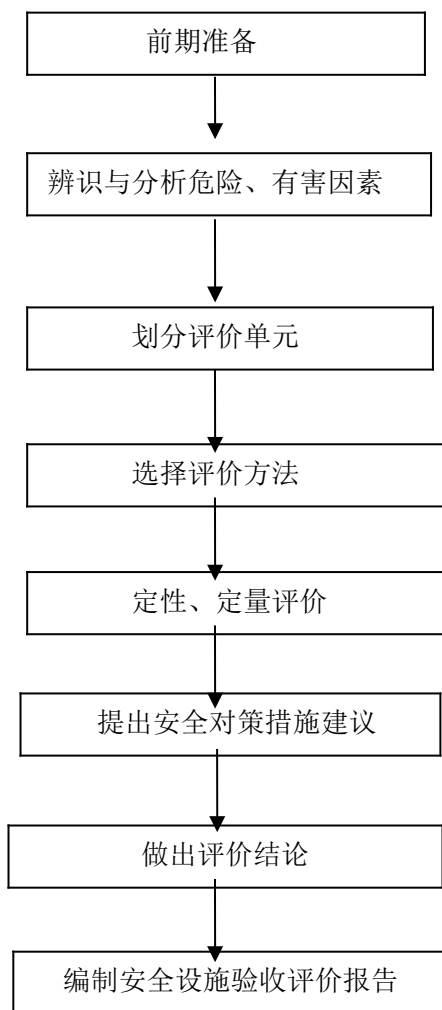 前期准备
辨识与分析危险、有害因素
划分评价单元
选择评价方法
定性、定量评价
提出安全对策措施建议
做出评价结论
编制安全设施验收评价报告